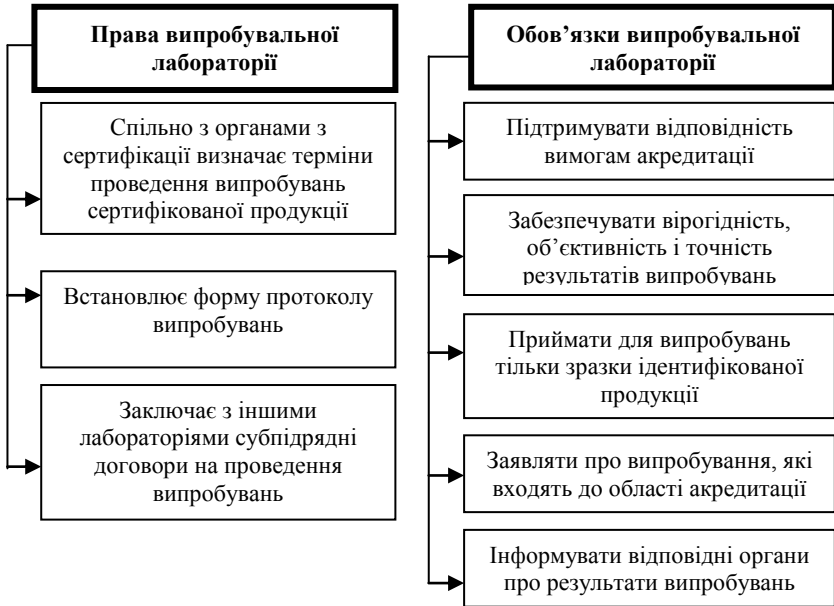 Права випробувальної
лабораторії
Спільно з органами з
сертифікації визначає терміни
проведення випробувань
сертифікованої продукції
Встановлює форму протоколу
випробувань
Заключає з іншими
лабораторіями субпідрядні
договори на проведення
випробувань
Обов’язки випробувальної
лабораторії
Підтримувати відповідність
вимогам акредитації
Забезпечувати вірогідність,
об’єктивність і точність
результатів випробувань
Приймати для випробувань
тільки зразки ідентифікованої
продукції
Заявляти про випробування, які
входять до області акредитації
Інформувати відповідні органи
про результати випробувань